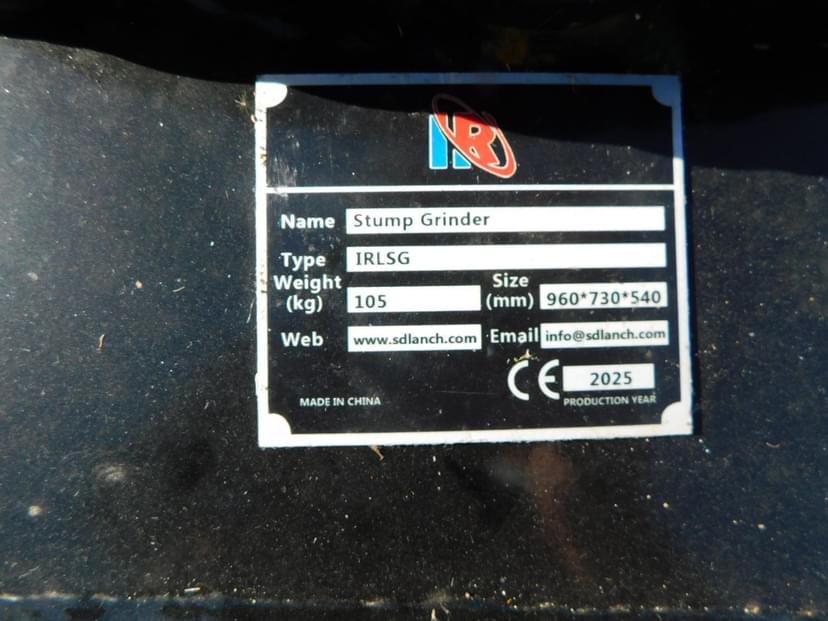 IR
Name Stump Grinder
Type IRLSG
Weight (kg) 105 Size (mm) 960*730*540
Web www.sdlanch.com Email info@sdlanch.com
CE 2025
MADE IN CHINA PRODUCTION YEAR